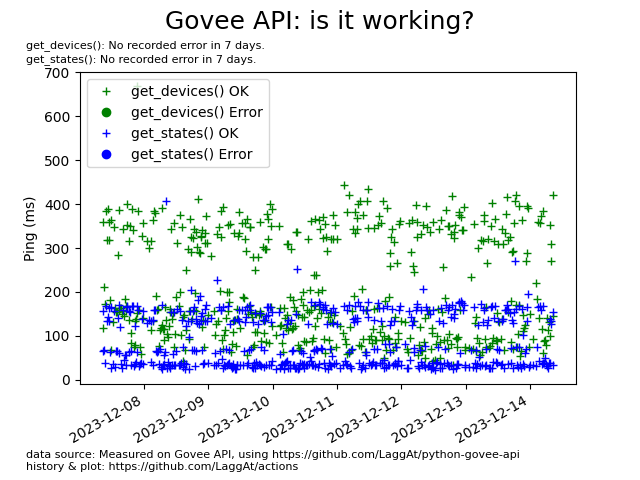 Govee API: is it working?
get_devices(): No recorded error in 7 days.
get_states(): No recorded error in 7 days.
700
600
500
400
300
200
100
0
Ping (ms)
get_devices() OK
get_devices() Error
get_states() OK
get_states() Error
2023-12-08
2023-12-09
2023-12-10
2023-12-11
2023-12-12
2023-12-13
2023-12-14
data source: Measured on Govee API, using https://github.com/LaggAt/python-govee-api
history & plot: https://github.com/LaggAt/actions